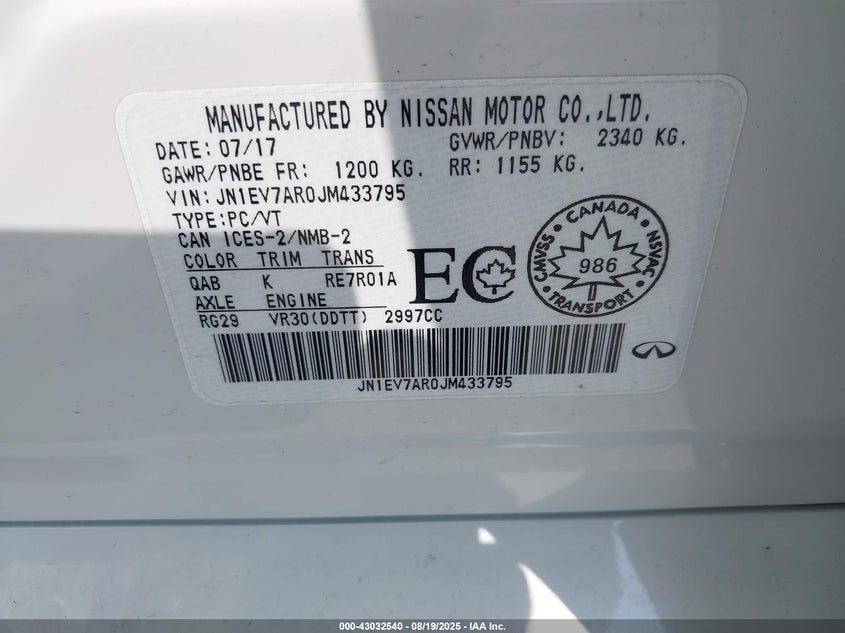 MANUFACTURED BY NISSAN MOTOR CO.,LTD.
DATE: 07/17 GVWR/PNBV: 2340 KG.
GAWR/PNBE FR: 1200 KG. RR: 1155 KG.
VIN: JN1EV7AR0JM433795
TYPE:PC/VT
CAN ICES-2/NMB-2
COLOR TRIM TRANS
QAB K RE7R01A
AXLE ENGINE
RG29 VR30(DDTT) 2997CC
EC
CANADA
CMVSS 986 NSVAC
TRANSPORT
JN1EV7AR0JM433795
000-43032540 - 08/19/2025 - IAA Inc.